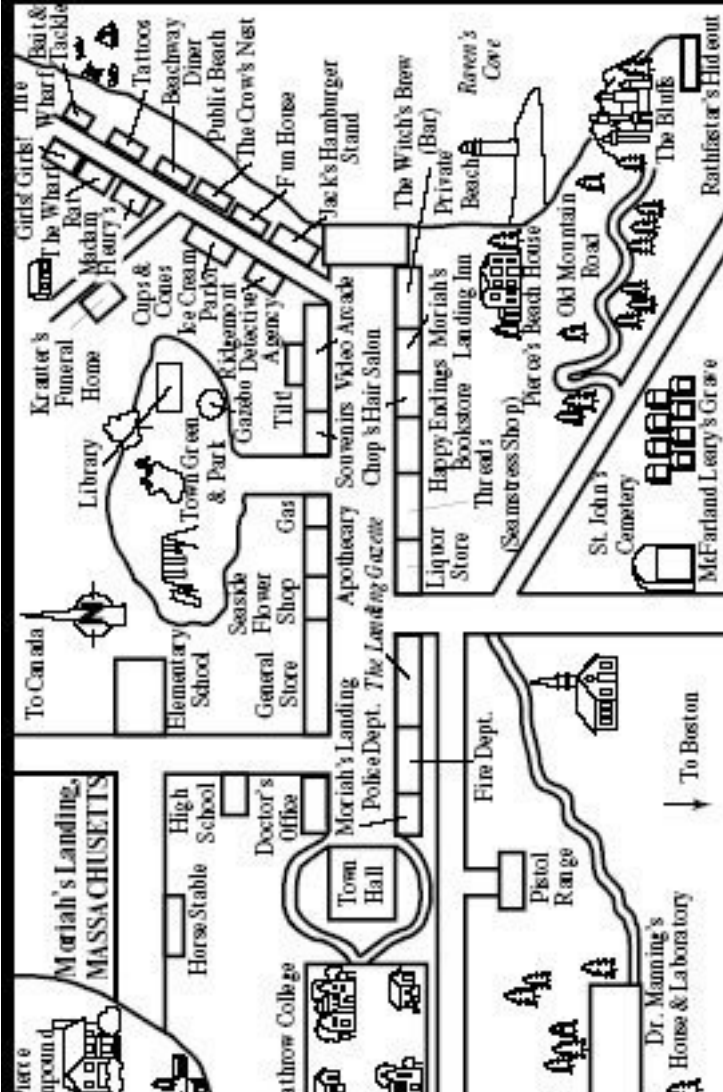 Moriah's Landing,
MASSACHUSETTS
To Canada
N
Elementary
School
High
School
Horse Stable
Doctor's
Office
Town
Hall
Moriah's Landing
Police Dept.
The Landing Gazette
Fire Dept.
Pistol
Range
To Boston
Dr. Manning's
House & Laboratory
General
Store
Seaside
Flower
Shop
Apothecary
Gas
Library
Town Green
& Park
Gazebo
Krauter's
Funeral
Home
Girls! Girls! Girls!
The Wharf
Rat
Madam
Fleury's
Cups &
Cones
Ice Cream
Parlor
Ridgemont
Detective
Agency
Tilt!
Souvenirs
Video Arcade
The
Wharf
Bait &
Tackle
Tattoos
Beachway
Diner
Public Beach
The Crow's Nest
Fun House
Jack's Hamburger
Stand
Chop's Hair Salon
Liquor
Store
Threads
(Seamstress Shop)
Happy Endings
Bookstore
Moriah's
Landing Inn
The Witch's Brew
(Bar)
Private
Beach
Raven's
Cove
Pierce's Beach House
Old Mountain
Road
The Bluffs
Rathfastar's Hideout
St. John's
Cemetery
McFarland Leary's Grave